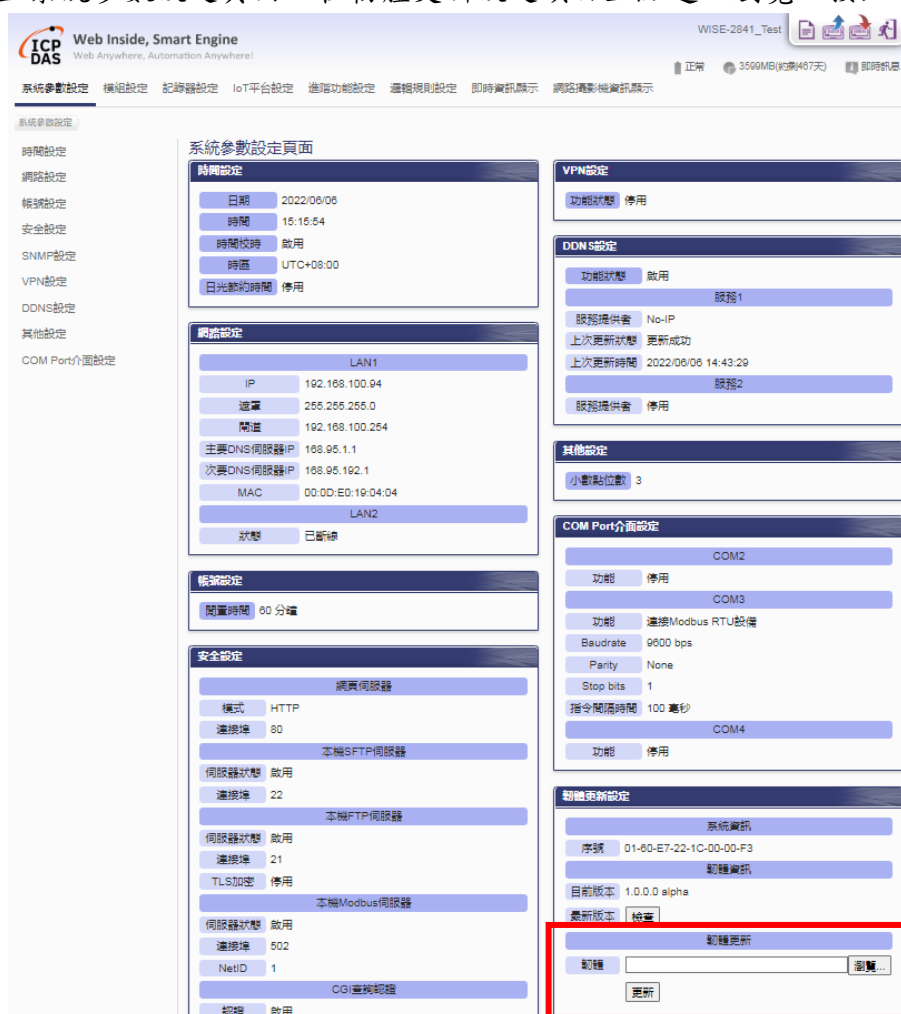 ICP DAS
Web Inside, Smart Engine
Web Anywhere, Automation Anywhere!
WISE-2841_Test
正常 3599MB(約剩467天) 即時訊息
系統參數設定 模組設定 記錄器設定 IoT平台設定 進階功能設定 邏輯規則設定 即時資訊顯示 網路攝影機資訊顯示
系統參數設定
時間設定
網路設定
帳號設定
安全設定
SNMP設定
VPN設定
DDNS設定
其他設定
COM Port介面設定
系統參數設定頁面
時間設定
日期 2022/06/06
時間 15:15:54
時間校時 啟用
時區 UTC+08:00
日光節約時間 停用
網路設定
LAN1
IP 192.168.100.94
遮罩 255.255.255.0
閘道 192.168.100.254
主要DNS伺服器IP 168.95.1.1
次要DNS伺服器IP 168.95.192.1
MAC 00:0D:E0:19:04:04
LAN2
狀態 已斷線
帳號設定
閒置時間 60 分鐘
安全設定
網頁伺服器
模式 HTTP
連接埠 80
本機SFTP伺服器
伺服器狀態 啟用
連接埠 22
本機FTP伺服器
伺服器狀態 啟用
連接埠 21
TLS加密 停用
本機Modbus伺服器
伺服器狀態 啟用
連接埠 502
NetID 1
CGI查詢認證
認證 啟用
VPN設定
功能狀態 停用
DDNS設定
功能狀態 啟用
服務1
服務提供者 No-IP
上次更新狀態 更新成功
上次更新時間 2022/06/06 14:43:29
服務2
服務提供者 停用
其他設定
小數點位數 3
COM Port介面設定
COM2
功能 停用
COM3
功能 連接Modbus RTU設備
Baudrate 9600 bps
Parity None
Stop bits 1
指令間隔時間 100 毫秒
COM4
功能 停用
韌體更新設定
系統資訊
序號 01-60-E7-22-1C-00-00-F3
韌體資訊
目前版本 1.0.0.0 alpha
最新版本 檢查
韌體更新
韌體 瀏覽...
更新